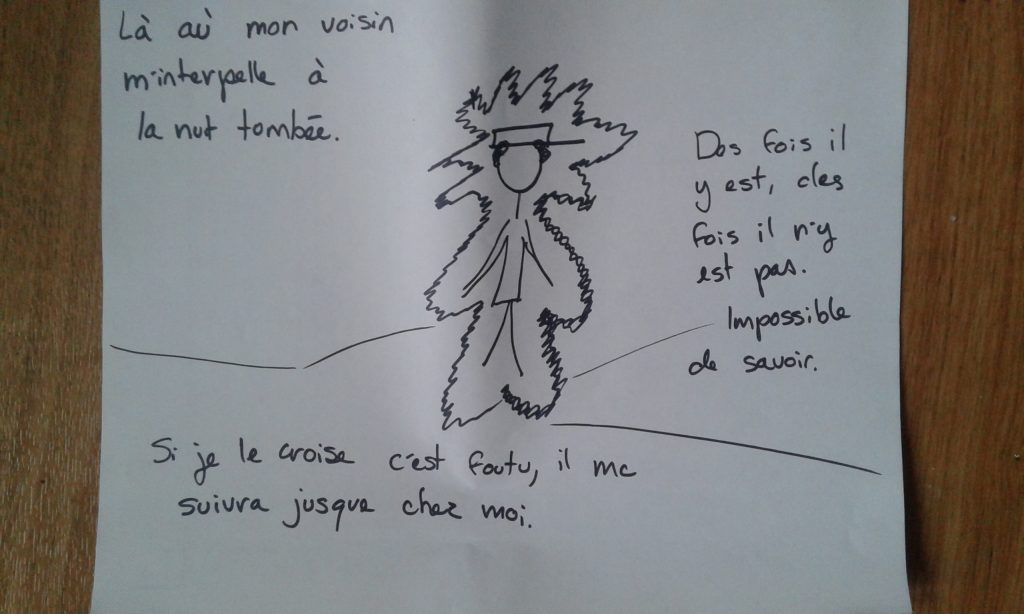 Là où mon voisin
m'interpelle à
la nuit tombée.
Des fois il
y est, des
fois il n'y
est pas.
Impossible
de savoir.
Si je le croise c'est foutu, il me
suivra jusque chez moi.